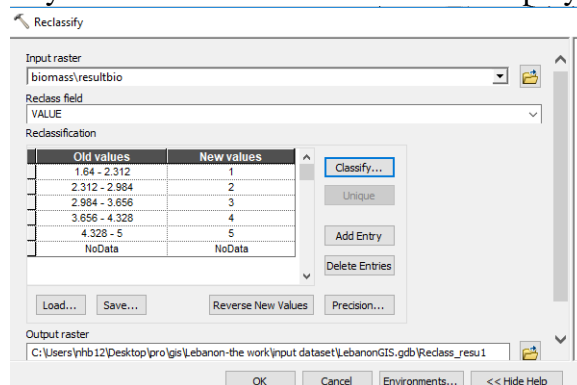 Reclassify
Input raster
biomass\resultbio
Reclass field
VALUE
Reclassification
Old values New values
1.64 - 2.312 1
2.312 - 2.984 2
2.984 - 3.656 3
3.656 - 4.328 4
4.328 - 5 5
NoData NoData
Classify...
Unique
Add Entry
Delete Entries
Load... Save... Reverse New Values Precision...
Output raster
C:\Users\nhb12\Desktop\pro\gis\Lebanon-the work\input dataset\LebanonGIS.gdb\Reclass_resu1
OK Cancel Environments... << Hide Help